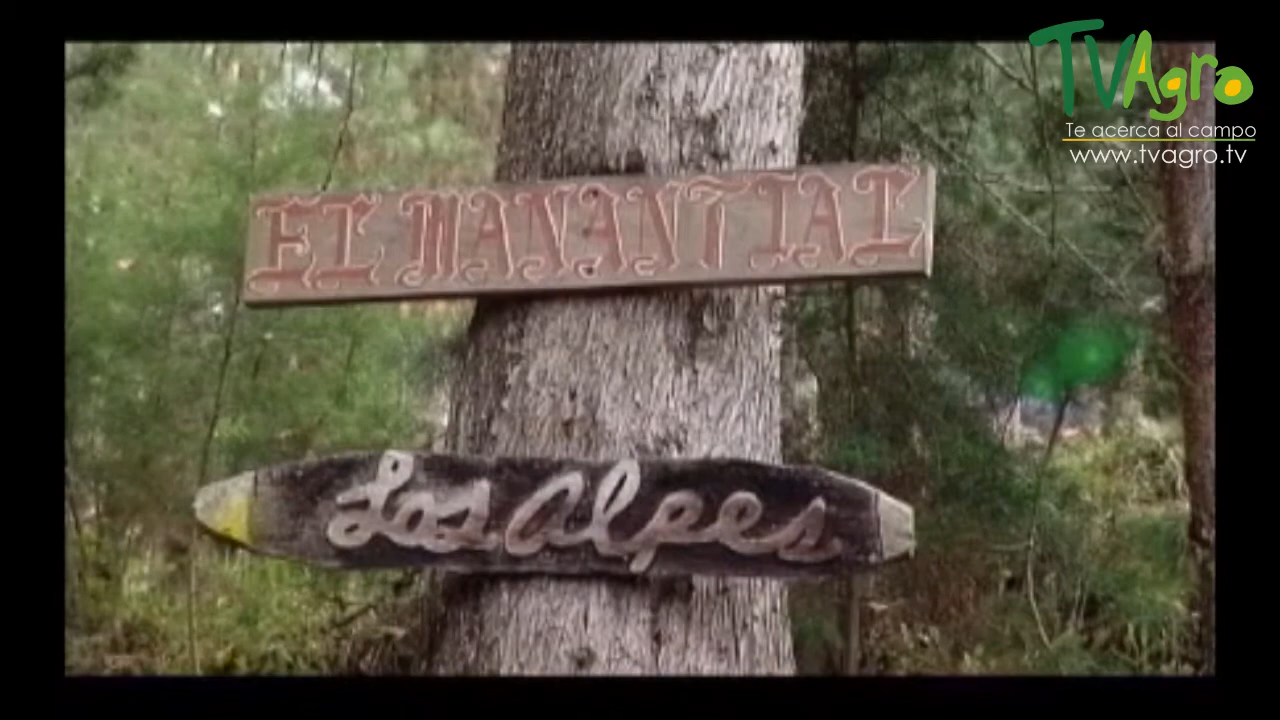 TVAgro
Te acerca al campo
www.tvagro.tv
EL MANANTIAL
Los Alpes